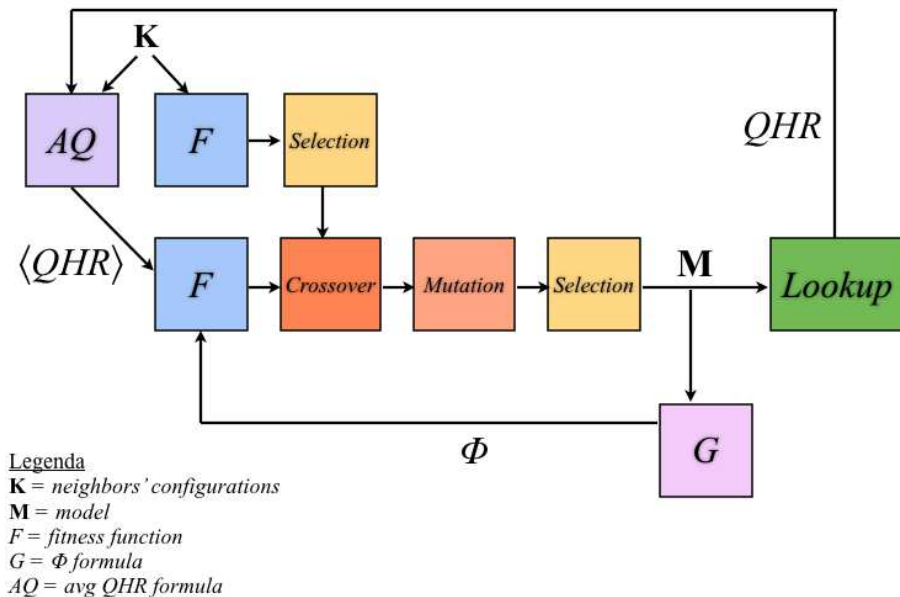 K
AQ
F
Selection
QHR
⟨QHR⟩
F
Crossover
Mutation
Selection
M
Lookup
Φ
G
Legenda
K = neighbors' configurations
M = model
F = fitness function
G = Φ formula
AQ = avg QHR formula